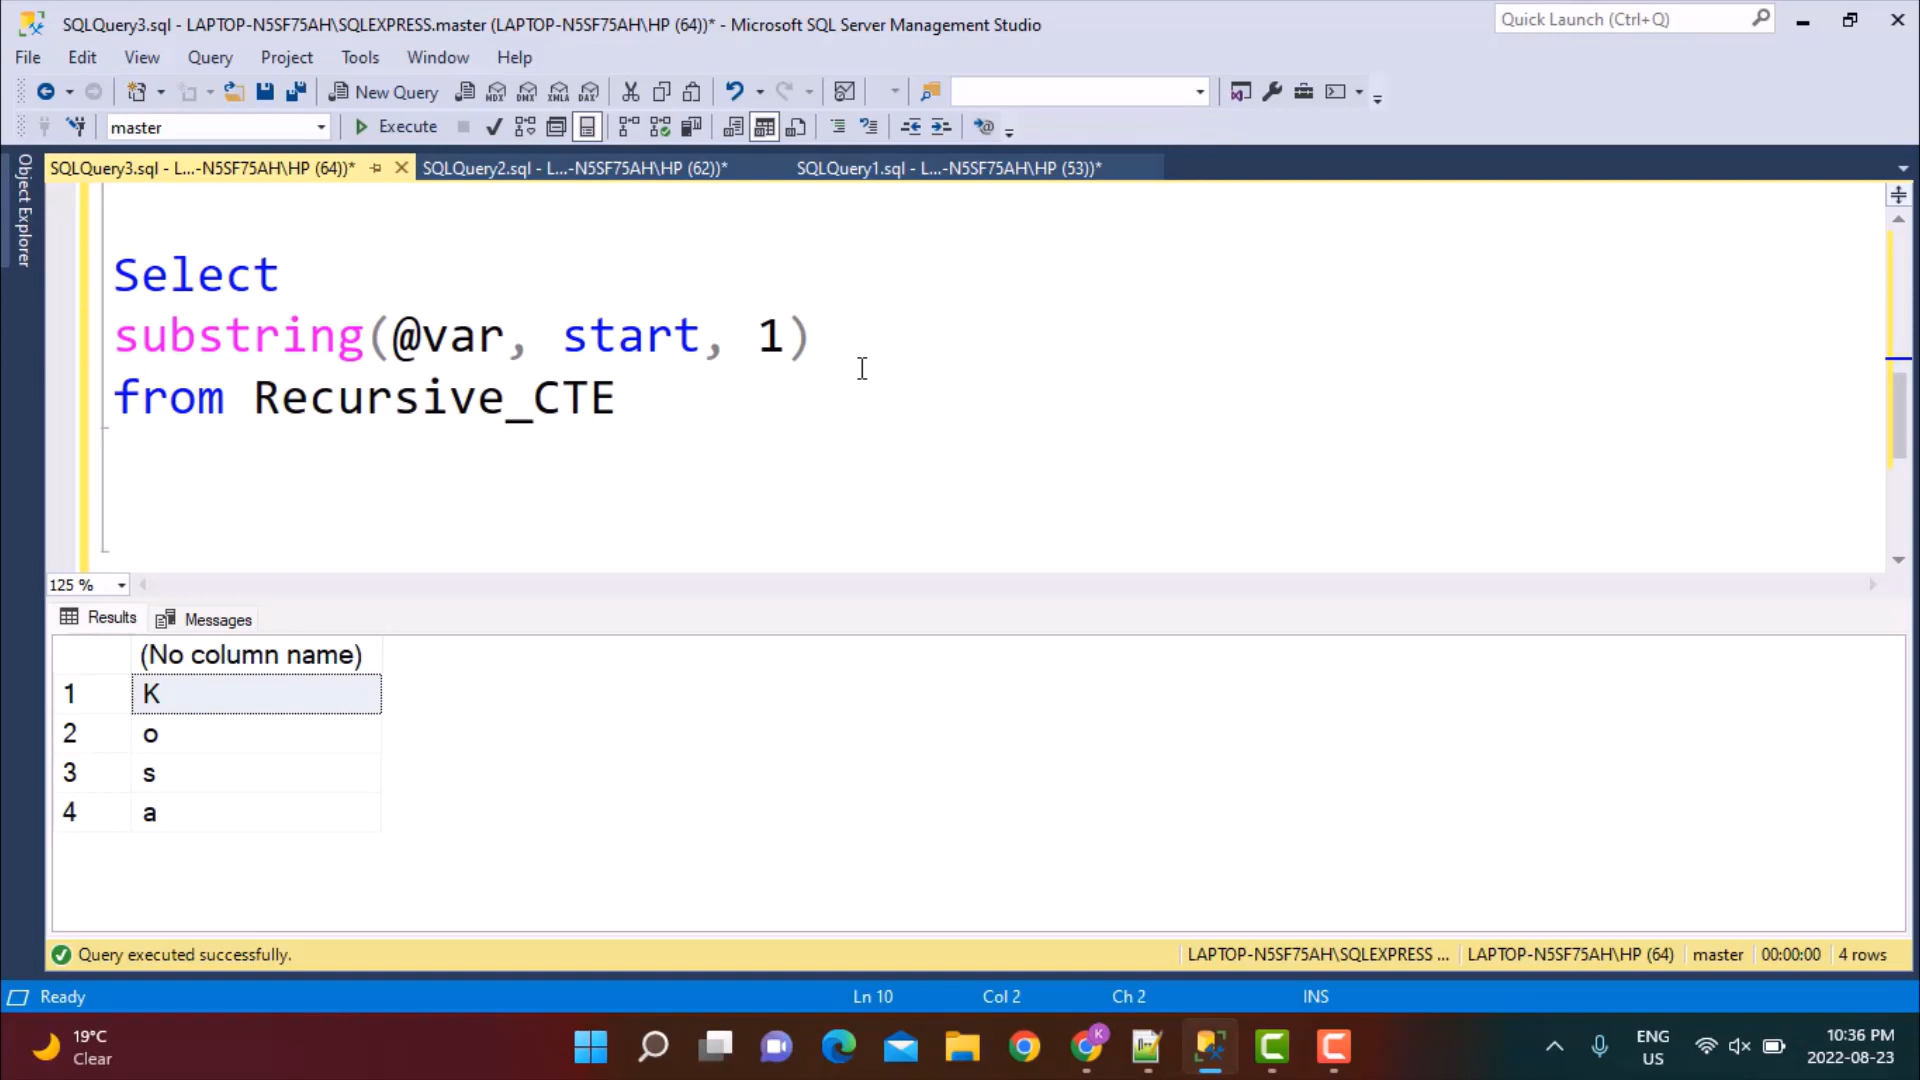 SQLQuery3.sql - LAPTOP-N5SF75AH\SQLEXPRESS.master (LAPTOP-N5SF75AH\HP (64))* - Microsoft SQL Server Management Studio
Quick Launch (Ctrl+Q)
File Edit View Query Project Tools Window Help
New Query
MDX DMX XMLA DAX
master
Execute
SQLQuery3.sql - L...-N5SF75AH\HP (64))*
SQLQuery2.sql - L...-N5SF75AH\HP (62))*
SQLQuery1.sql - L...-N5SF75AH\HP (53))*
Object Explorer
Select
substring(@var, start, 1)
from Recursive_CTE
125 %
Results Messages
(No column name)
1 K
2 o
3 s
4 a
Query executed successfully.
LAPTOP-N5SF75AH\SQLEXPRESS ... LAPTOP-N5SF75AH\HP (64) master 00:00:00 4 rows
Ready
Ln 10 Col 2 Ch 2 INS
19°C
Clear
K
ENG
US
10:36 PM
2022-08-23